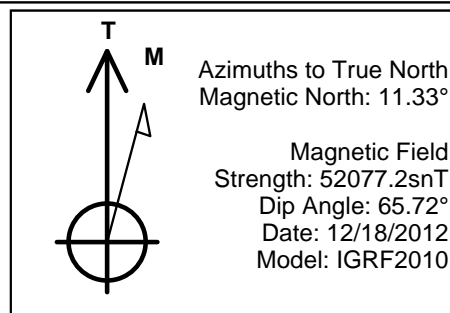 T
M
Azimuths to True North
Magnetic North: 11.33°
Magnetic Field
Strength: 52077.2snT
Dip Angle: 65.72°
Date: 12/18/2012
Model: IGRF2010